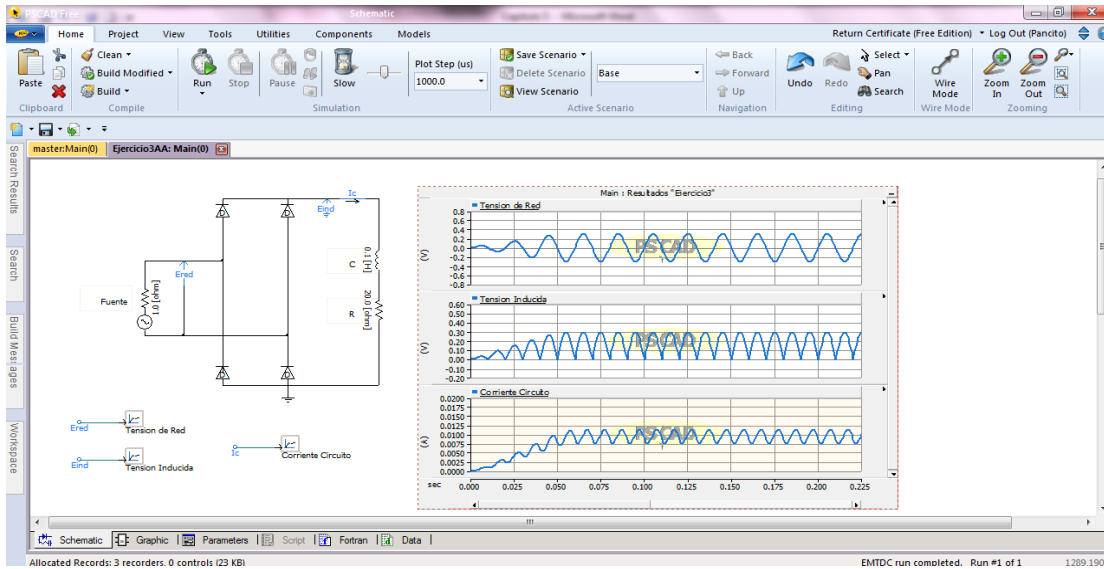 PSCAD Free
Schematic
Home Project View Tools Utilities Components Models
Return Certificate (Free Edition) Log Out (Pancito)
Paste
Clean
Build Modified
Build
Run
Stop
Pause
Slow
Plot Step (us)
1000.0
Save Scenario
Delete Scenario
View Scenario
Base
Back
Forward
Up
Undo
Redo
Select
Pan
Search
Wire Mode
Zoom In
Zoom Out
Clipboard Compile Simulation Active Scenario Navigation Editing Wire Mode Zooming
master:Main(0) Ejercicio3AA: Main(0)
Search Results
Search
Build Messages
Workspace
Ic
Eind
Ered
Fuente
1.0 [ohm]
C
0.1 [H]
R
20.0 [ohm]
Ered
Tension de Red
Eind
Tension Inducida
Ic
Corriente Circuito
Main : Resultados "Ejercicio3"
Tension de Red
0.8
0.6
0.4
0.2
0.0
-0.2
-0.4
-0.6
-0.8
(V)
PSCAD
Tension Inducida
0.60
0.50
0.40
0.30
0.20
0.10
0.00
-0.10
-0.20
(V)
PSCAD
Corriente Circuito
0.0200
0.0175
0.0150
0.0125
0.0100
0.0075
0.0050
0.0025
0.0000
(A)
PSCAD
sec 0.000 0.025 0.050 0.075 0.100 0.125 0.150 0.175 0.200 0.225
Schematic Graphic Parameters Script Fortran Data
Allocated Records: 3 recorders, 0 controls (23 KB)
EMTDC run completed. Run #1 of 1
1289.190